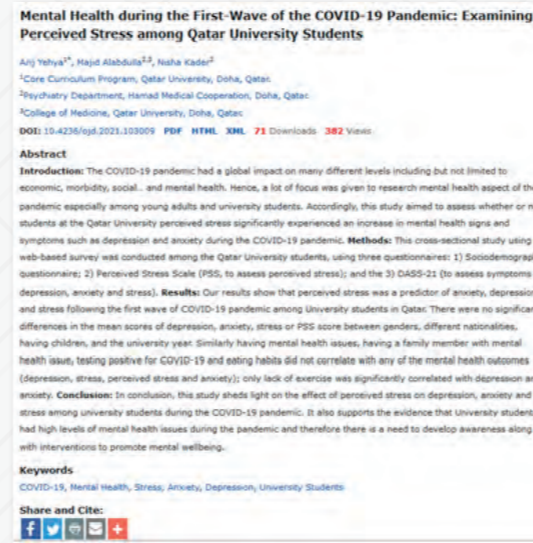 Mental Health during the First-Wave of the COVID-19 Pandemic: Examining
Perceived Stress among Qatar University Students
Arij Yehya1*, Majid Alabdulla2,3, Nisha Kader2
1Core Curriculum Program, Qatar University, Doha, Qatar.
2Psychiatry Department, Hamad Medical Cooperation, Doha, Qatar.
3College of Medicine, Qatar University, Doha, Qatar.
DOI: 10.4236/ojd.2021.103009 PDF HTML XML 71 Downloads 382 Views
Abstract
Introduction: The COVID-19 pandemic had a global impact on many different levels including but not limited to
economic, morbidity, social.. and mental health. Hence, a lot of focus was given to research mental health aspect of the
pandemic especially among young adults and university students. Accordingly, this study aimed to assess whether or n
students at the Qatar University perceived stress significantly experienced an increase in mental health signs and
symptoms such as depression and anxiety during the COVID-19 pandemic. Methods: This cross-sectional study using
web-based survey was conducted among the Qatar University students, using three questionnaires: 1) Sociodemograp
questionnaire; 2) Perceived Stress Scale (PSS, to assess perceived stress); and the 3) DASS-21 (to assess symptoms
depression, anxiety and stress). Results: Our results show that perceived stress was a predictor of anxiety, depression
and stress following the first wave of COVID-19 pandemic among University students in Qatar. There were no significan
differences in the mean scores of depression, anxiety, stress or PSS score between genders, different nationalities,
having children, and the university year. Similarly having mental health issues, having a family member with mental
health issue, testing positive for COVID-19 and eating habits did not correlate with any of the mental health outcomes
(depression, stress, perceived stress and anxiety); only lack of exercise was significantly correlated with depression an
anxiety. Conclusion: In conclusion, this study sheds light on the effect of perceived stress on depression, anxiety and
stress among university students during the COVID-19 pandemic. It also supports the evidence that University student
had high levels of mental health issues during the pandemic and therefore there is a need to develop awareness along
with interventions to promote mental wellbeing.
Keywords
COVID-19, Mental Health, Stress, Anxiety, Depression, University Students
Share and Cite: